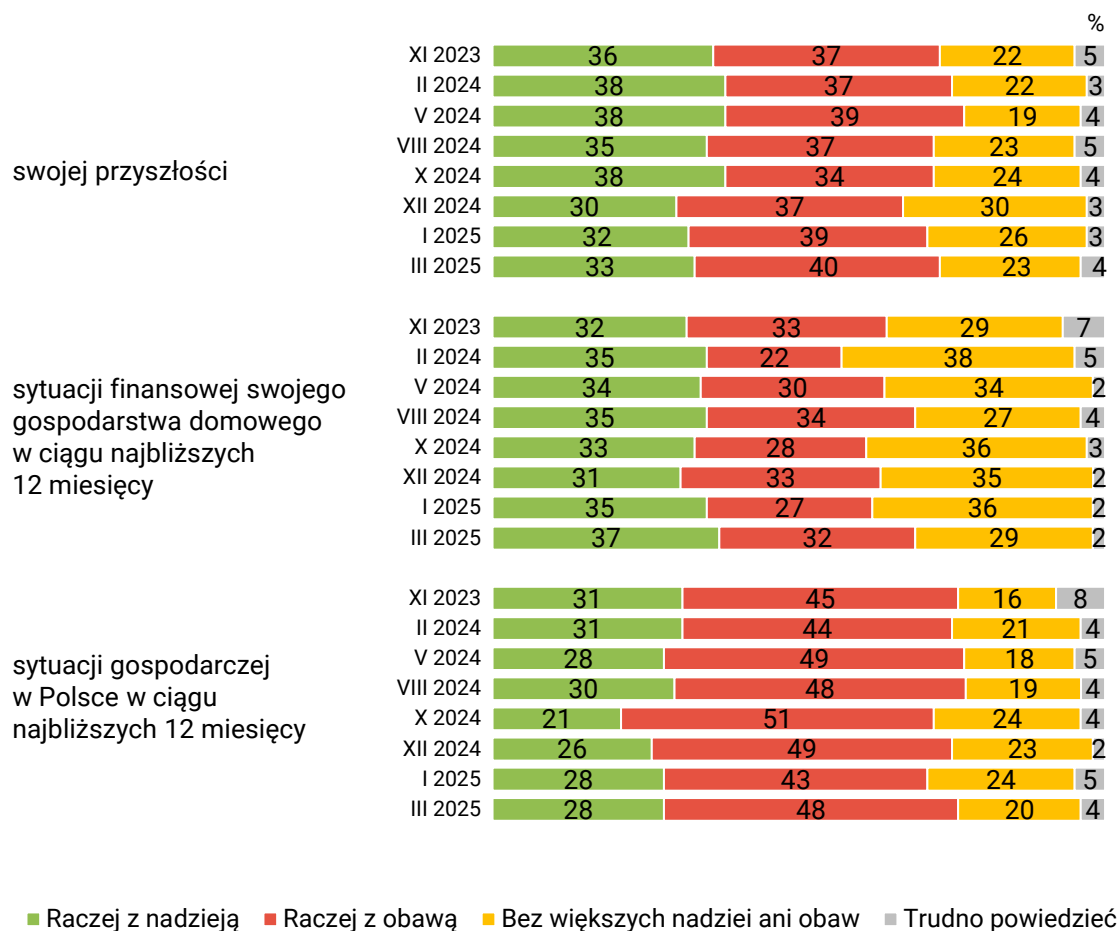 %
XI 2023 36 37 22 5
II 2024 38 37 22 3
V 2024 38 39 19 4
VIII 2024 35 37 23 5
swojej przyszłości
X 2024 38 34 24 4
XII 2024 30 37 30 3
I 2025 32 39 26 3
III 2025 33 40 23 4
XI 2023 32 33 29 7
II 2024 35 22 38 5
sytuacji finansowej swojego
V 2024 34 30 34 2
gospodarstwa domowego
VIII 2024 35 34 27 4
w ciągu najbliższych
X 2024 33 28 36 3
12 miesięcy
XII 2024 31 33 35 2
I 2025 35 27 36 2
III 2025 37 32 29 2
XI 2023 31 45 16 8
II 2024 31 44 21 4
sytuacji gospodarczej
V 2024 28 49 18 5
w Polsce w ciągu
VIII 2024 30 48 19 4
najbliższych 12 miesięcy
X 2024 21 51 24 4
XII 2024 26 49 23 2
I 2025 28 43 24 5
III 2025 28 48 20 4
Raczej z nadzieją Raczej z obawą Bez większych nadziei ani obaw Trudno powiedzieć